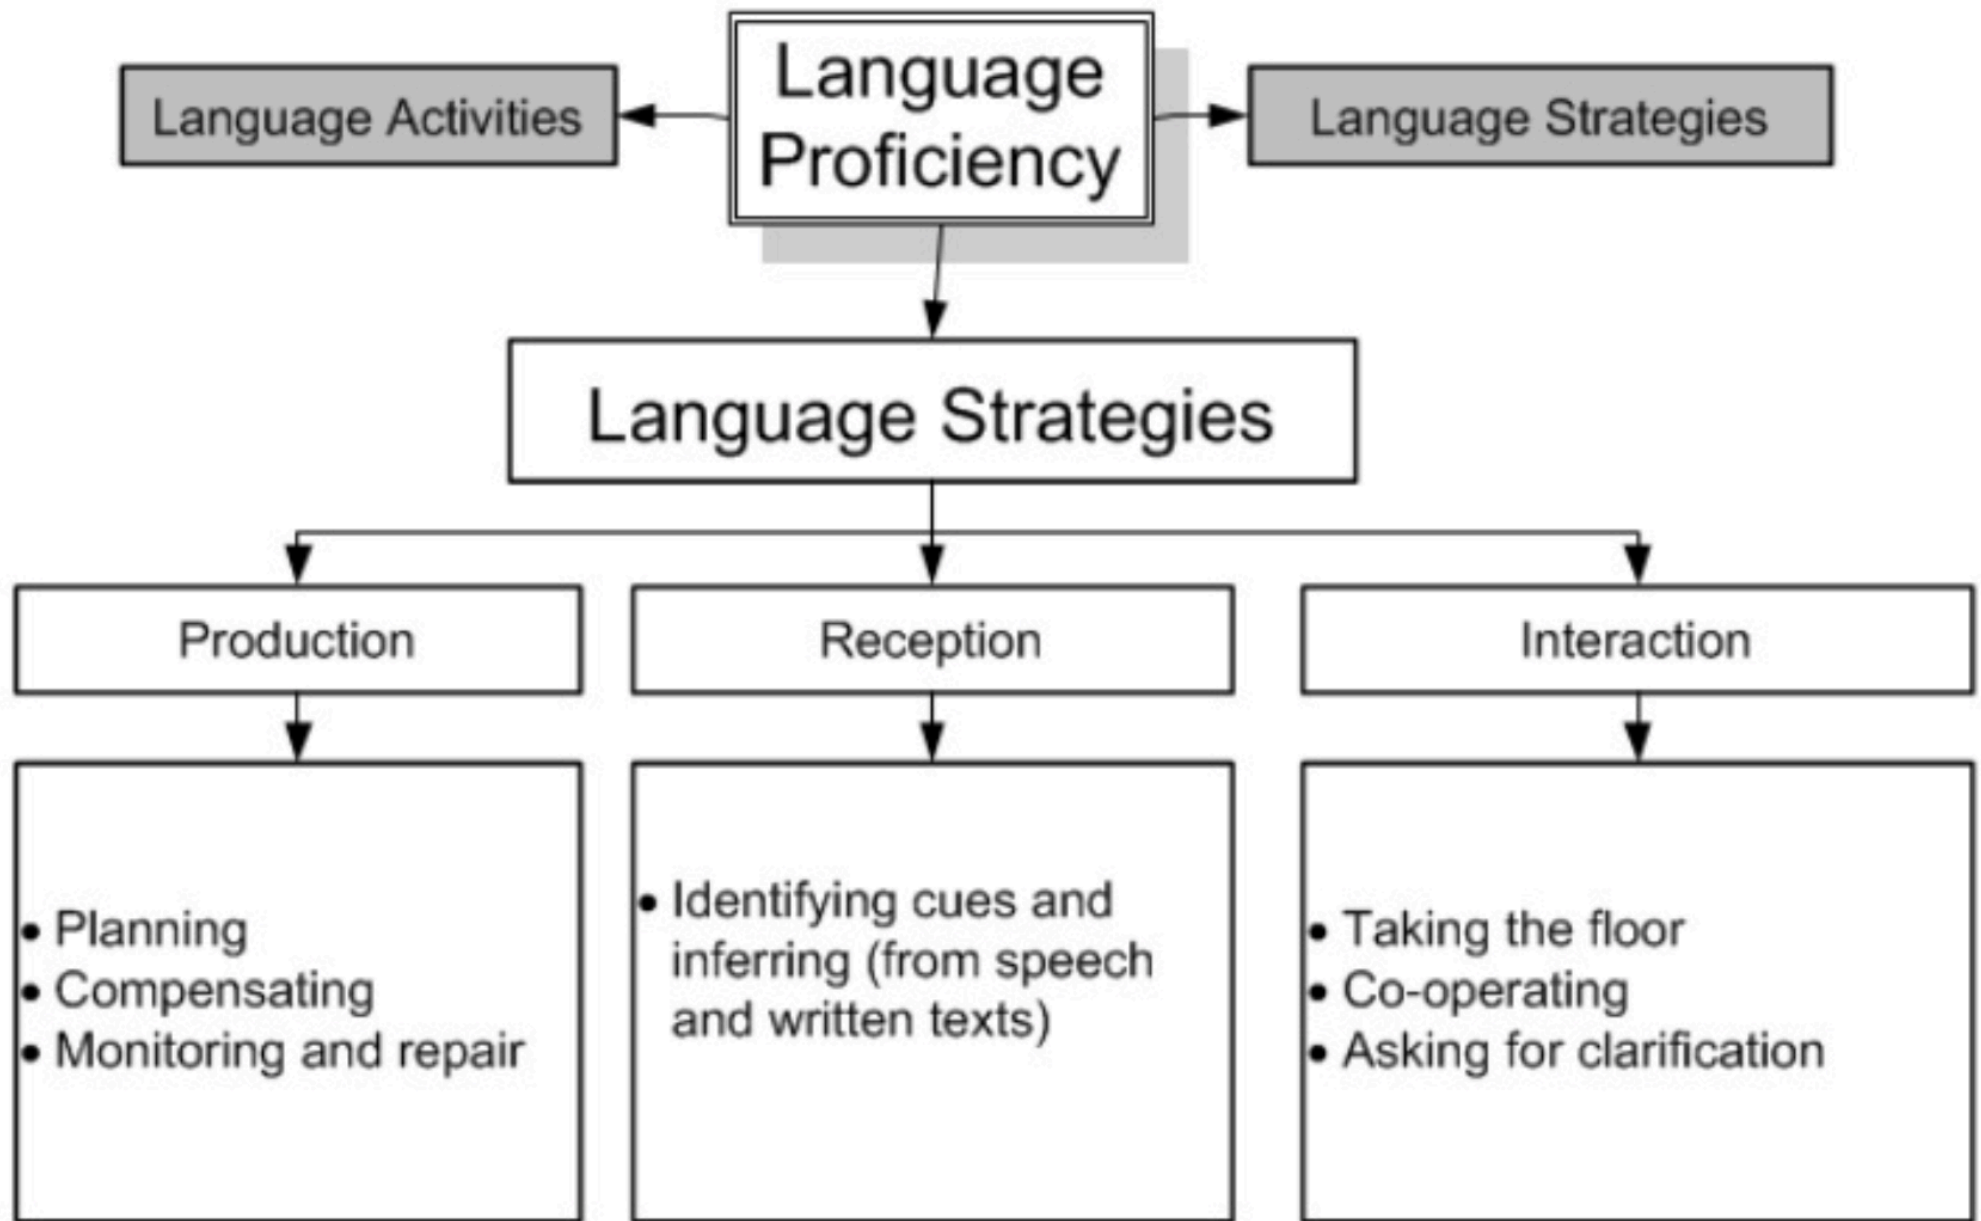 Language
Proficiency
Language Activities
Language Strategies
Language Strategies
Production
Reception
Interaction
• Planning
• Compensating
• Monitoring and repair
• Identifying cues and
inferring (from speech
and written texts)
• Taking the floor
• Co-operating
• Asking for clarification